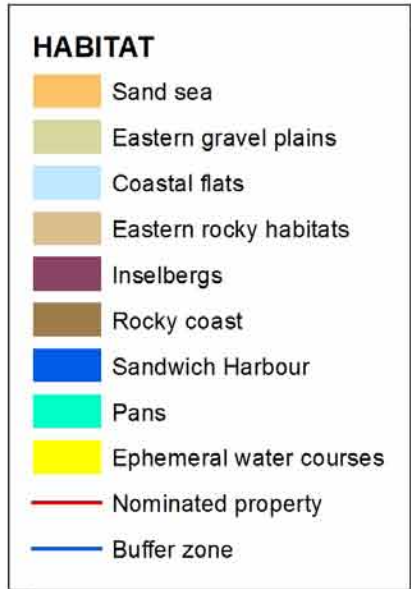 HABITAT
Sand sea
Eastern gravel plains
Coastal flats
Eastern rocky habitats
Inselbergs
Rocky coast
Sandwich Harbour
Pans
Ephemeral water courses
Nominated property
Buffer zone